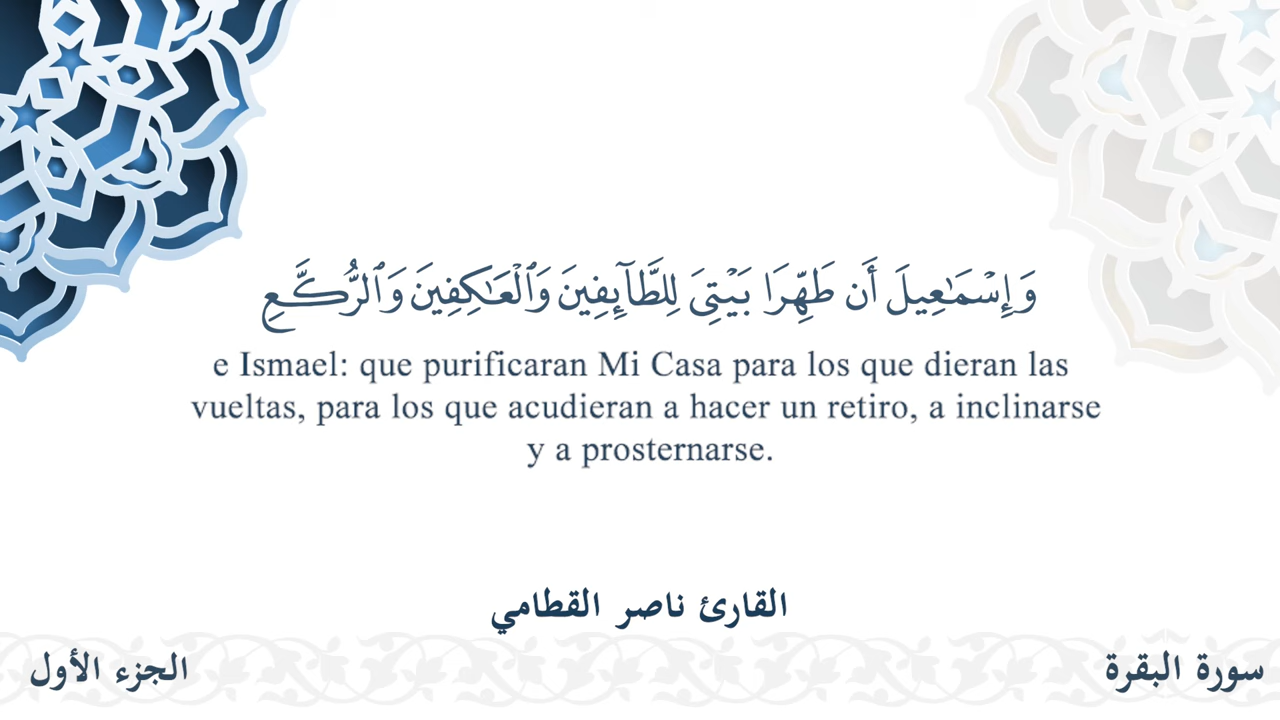 وَإِسْمَـٰعِيلَ أَن طَهِّرَا بَيْتِىَ لِلطَّآئِفِينَ وَٱلْعَـٰكِفِينَ وَٱلرُّكَّعِ
e Ismael: que purificaran Mi Casa para los que dieran las
vueltas, para los que acudieran a hacer un retiro, a inclinarse
y a prosternarse.
القارئ ناصر القطامي
سورة البقرة
الجزء الأول